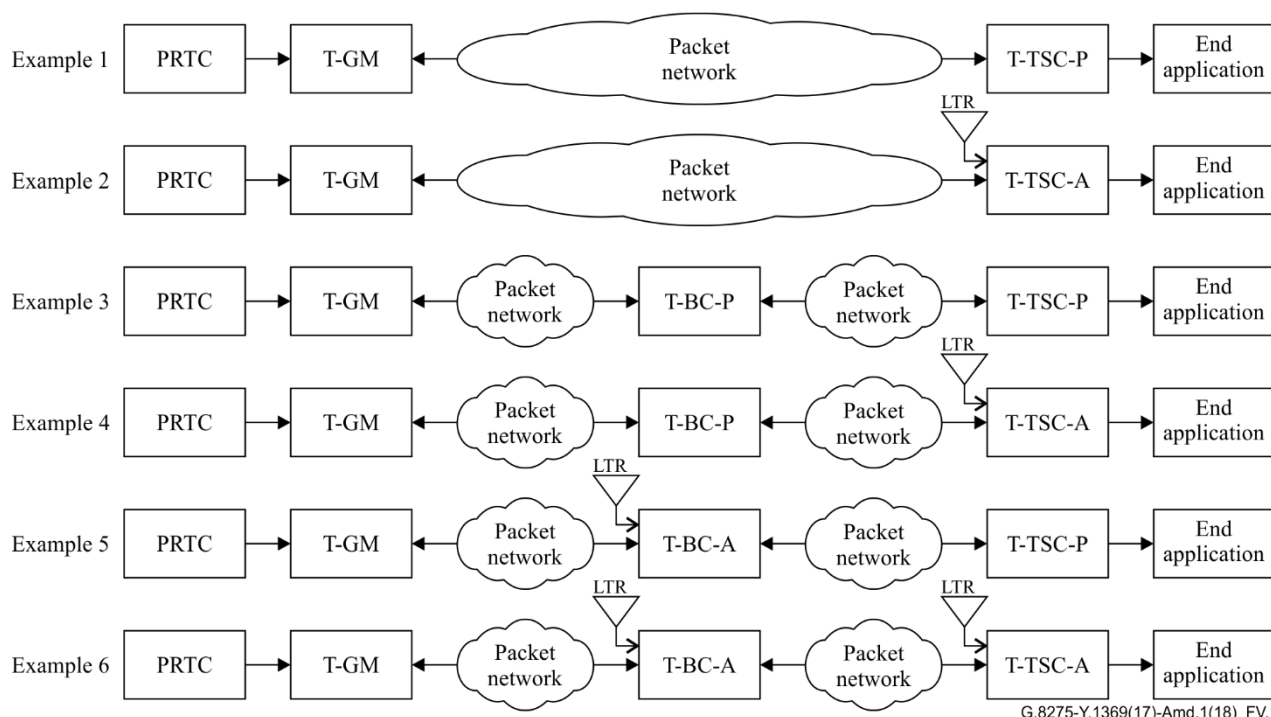 Example 1
PRTC
T-GM
Packet
network
T-TSC-P
End
application
Example 2
PRTC
T-GM
Packet
network
LTR
T-TSC-A
End
application
Example 3
PRTC
T-GM
Packet
network
T-BC-P
Packet
network
T-TSC-P
End
application
Example 4
PRTC
T-GM
Packet
network
T-BC-P
Packet
network
LTR
T-TSC-A
End
application
Example 5
PRTC
T-GM
Packet
network
LTR
T-BC-A
Packet
network
T-TSC-P
End
application
Example 6
PRTC
T-GM
Packet
network
LTR
T-BC-A
Packet
network
LTR
T-TSC-A
End
application
G.8275-Y.1369(17)-Amd.1(18)_FV.